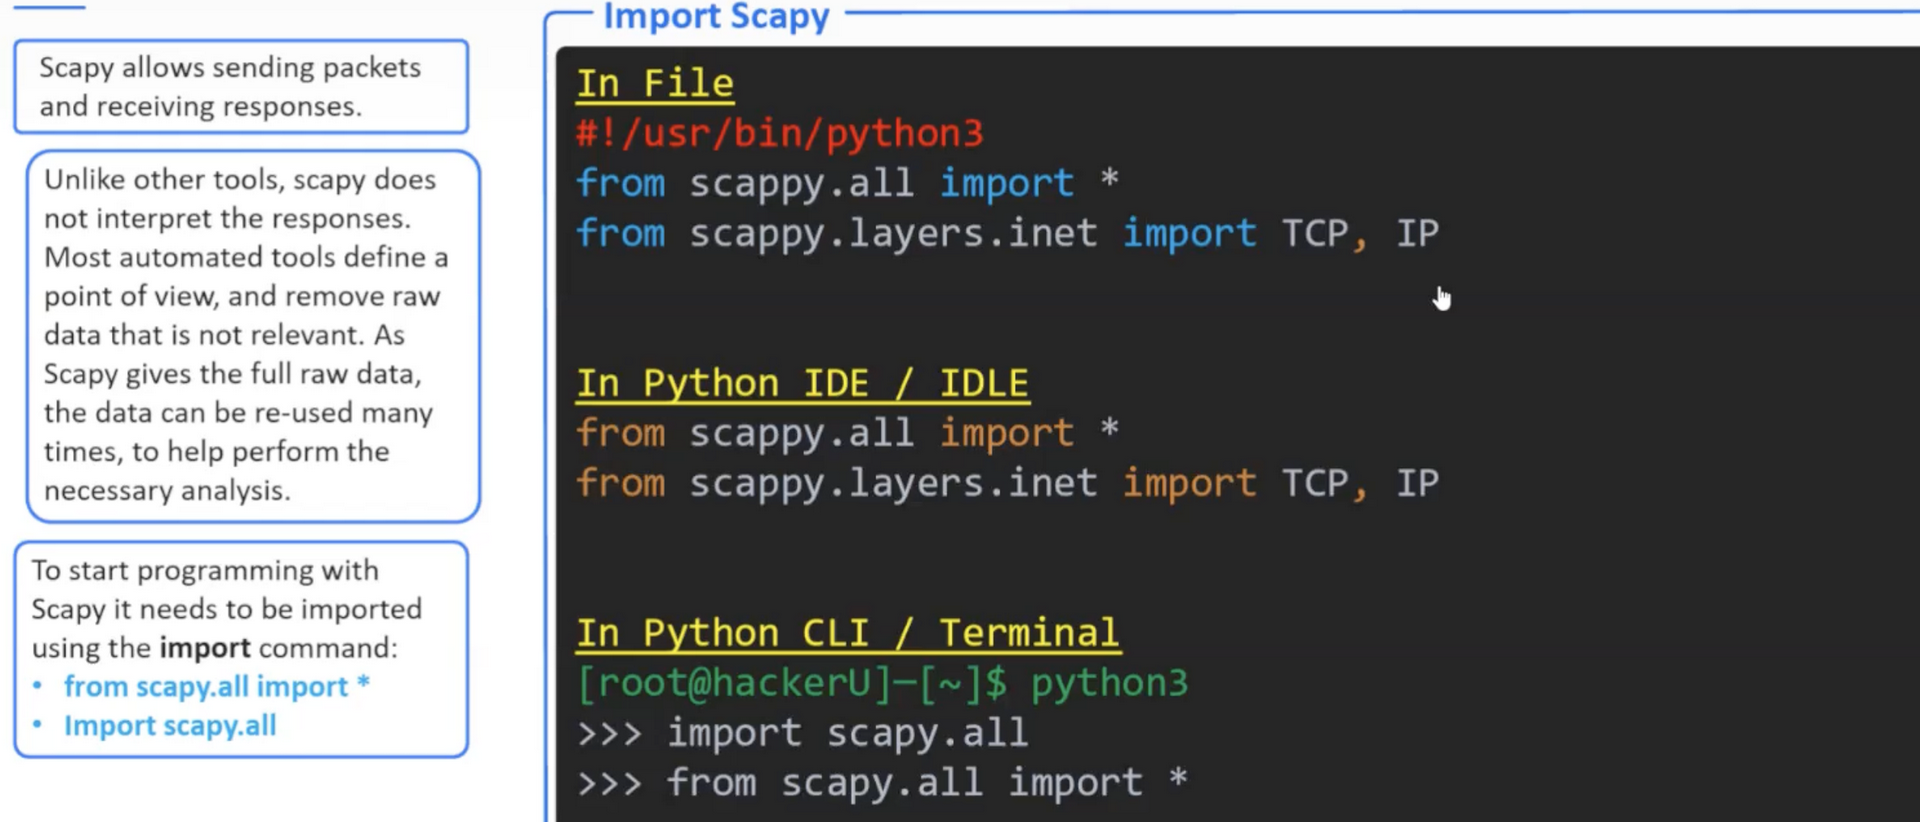 Import Scapy
Scapy allows sending packets
and receiving responses.
Unlike other tools, scapy does
not interpret the responses.
Most automated tools define a
point of view, and remove raw
data that is not relevant. As
Scapy gives the full raw data,
the data can be re-used many
times, to help perform the
necessary analysis.
To start programming with
Scapy it needs to be imported
using the import command:
• from scapy.all import *
• Import scapy.all
In File
#!/usr/bin/python3
from scappy.all import *
from scappy.layers.inet import TCP, IP
In Python IDE / IDLE
from scappy.all import *
from scappy.layers.inet import TCP, IP
In Python CLI / Terminal
[root@hackerU]─[~]$ python3
>>> import scapy.all
>>> from scapy.all import *